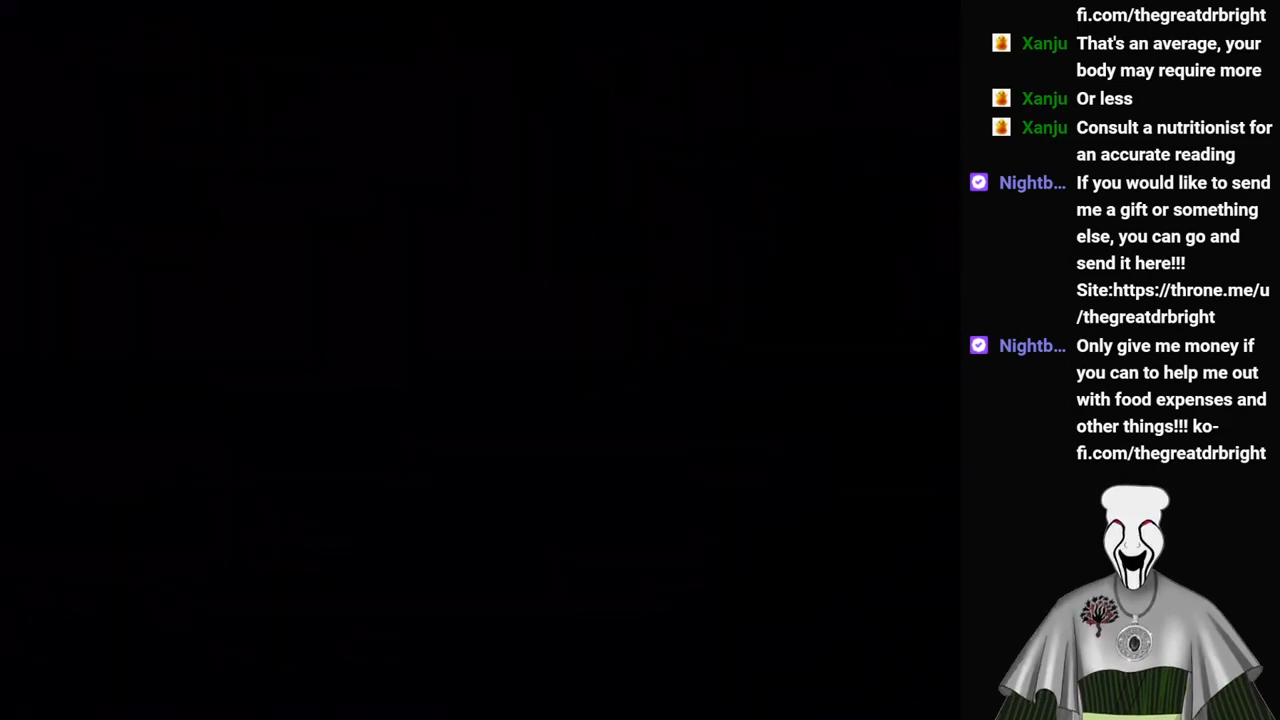 fi.com/thegreatdrbright
Xanju That's an average, your
body may require more
Xanju Or less
Xanju Consult a nutritionist for
an accurate reading
Nightb... If you would like to send
me a gift or something
else, you can go and
send it here!!!
Site:https://throne.me/u
/thegreatdrbright
Nightb... Only give me money if
you can to help me out
with food expenses and
other things!!! ko-
fi.com/thegreatdrbright